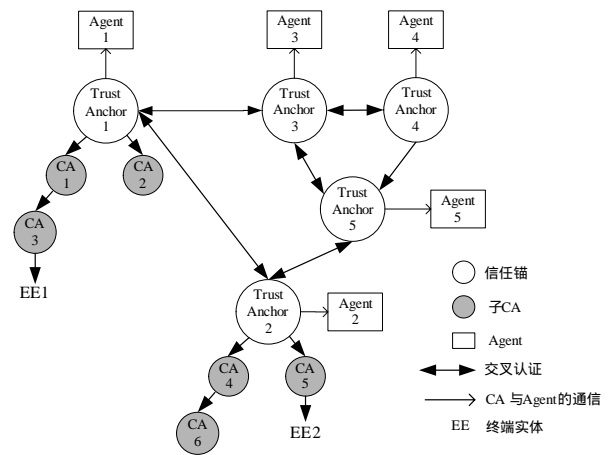 Agent
1
Agent
3
Agent
4
Trust
Anchor
1
Trust
Anchor
3
Trust
Anchor
4
CA
1
CA
2
CA
3
EE1
Trust
Anchor
5
Agent
5
Trust
Anchor
2
Agent
2
CA
4
CA
5
CA
6
EE2
信任锚
子CA
Agent
交叉认证
CA 与Agent的通信
EE 终端实体